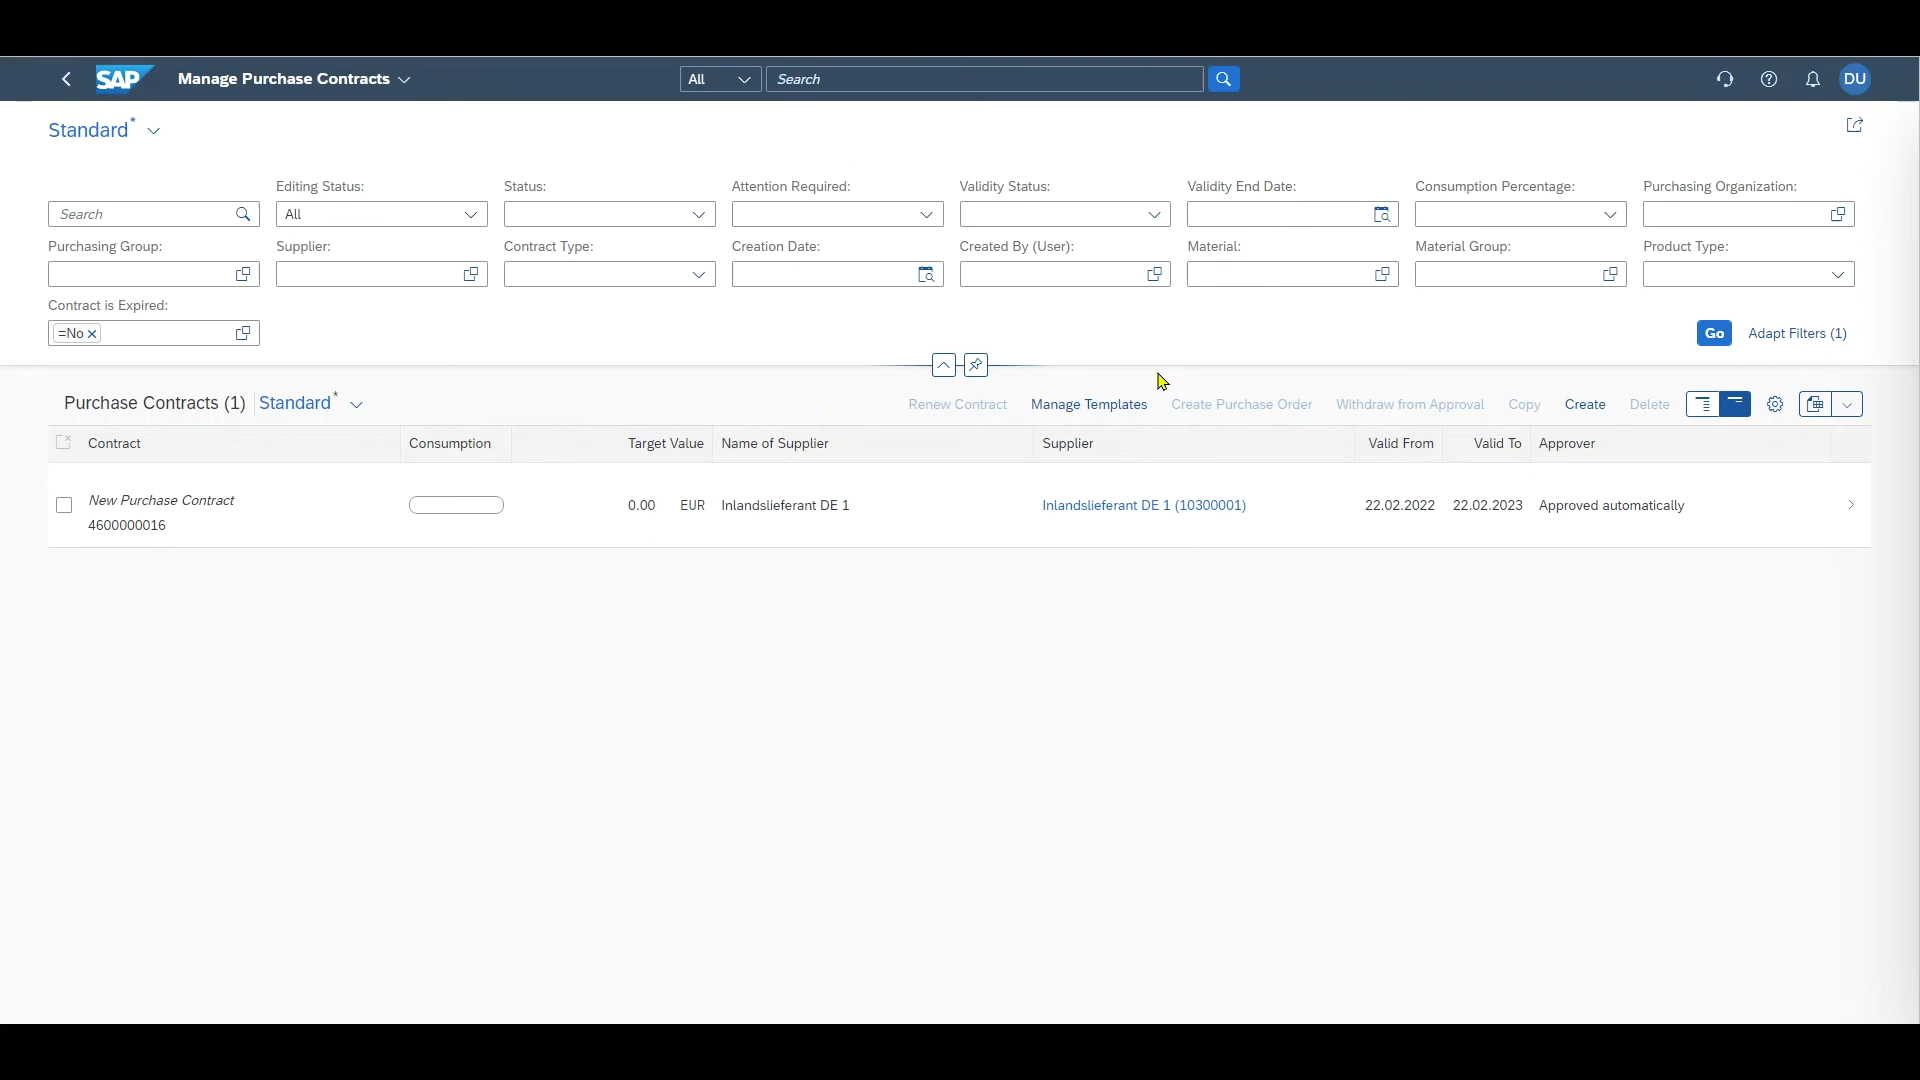 SAP Manage Purchase Contracts All Search DU
Standard*
Editing Status: Status: Attention Required: Validity Status: Validity End Date: Consumption Percentage: Purchasing Organization:
Search All
Purchasing Group: Supplier: Contract Type: Creation Date: Created By (User): Material: Material Group: Product Type:
Contract is Expired:
=No Go Adapt Filters (1)
Purchase Contracts (1) Standard* Renew Contract Manage Templates Create Purchase Order Withdraw from Approval Copy Create Delete
Contract Consumption Target Value Name of Supplier Supplier Valid From Valid To Approver
New Purchase Contract
4600000016 0.00 EUR Inlandslieferant DE 1 Inlandslieferant DE 1 (10300001) 22.02.2022 22.02.2023 Approved automatically